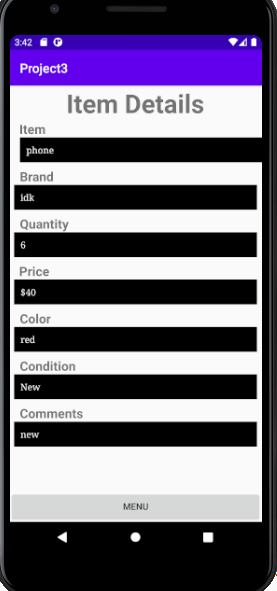 3:42
Project3
Item Details
Item
phone
Brand
idk
Quantity
6
Price
$40
Color
red
Condition
New
Comments
new
MENU